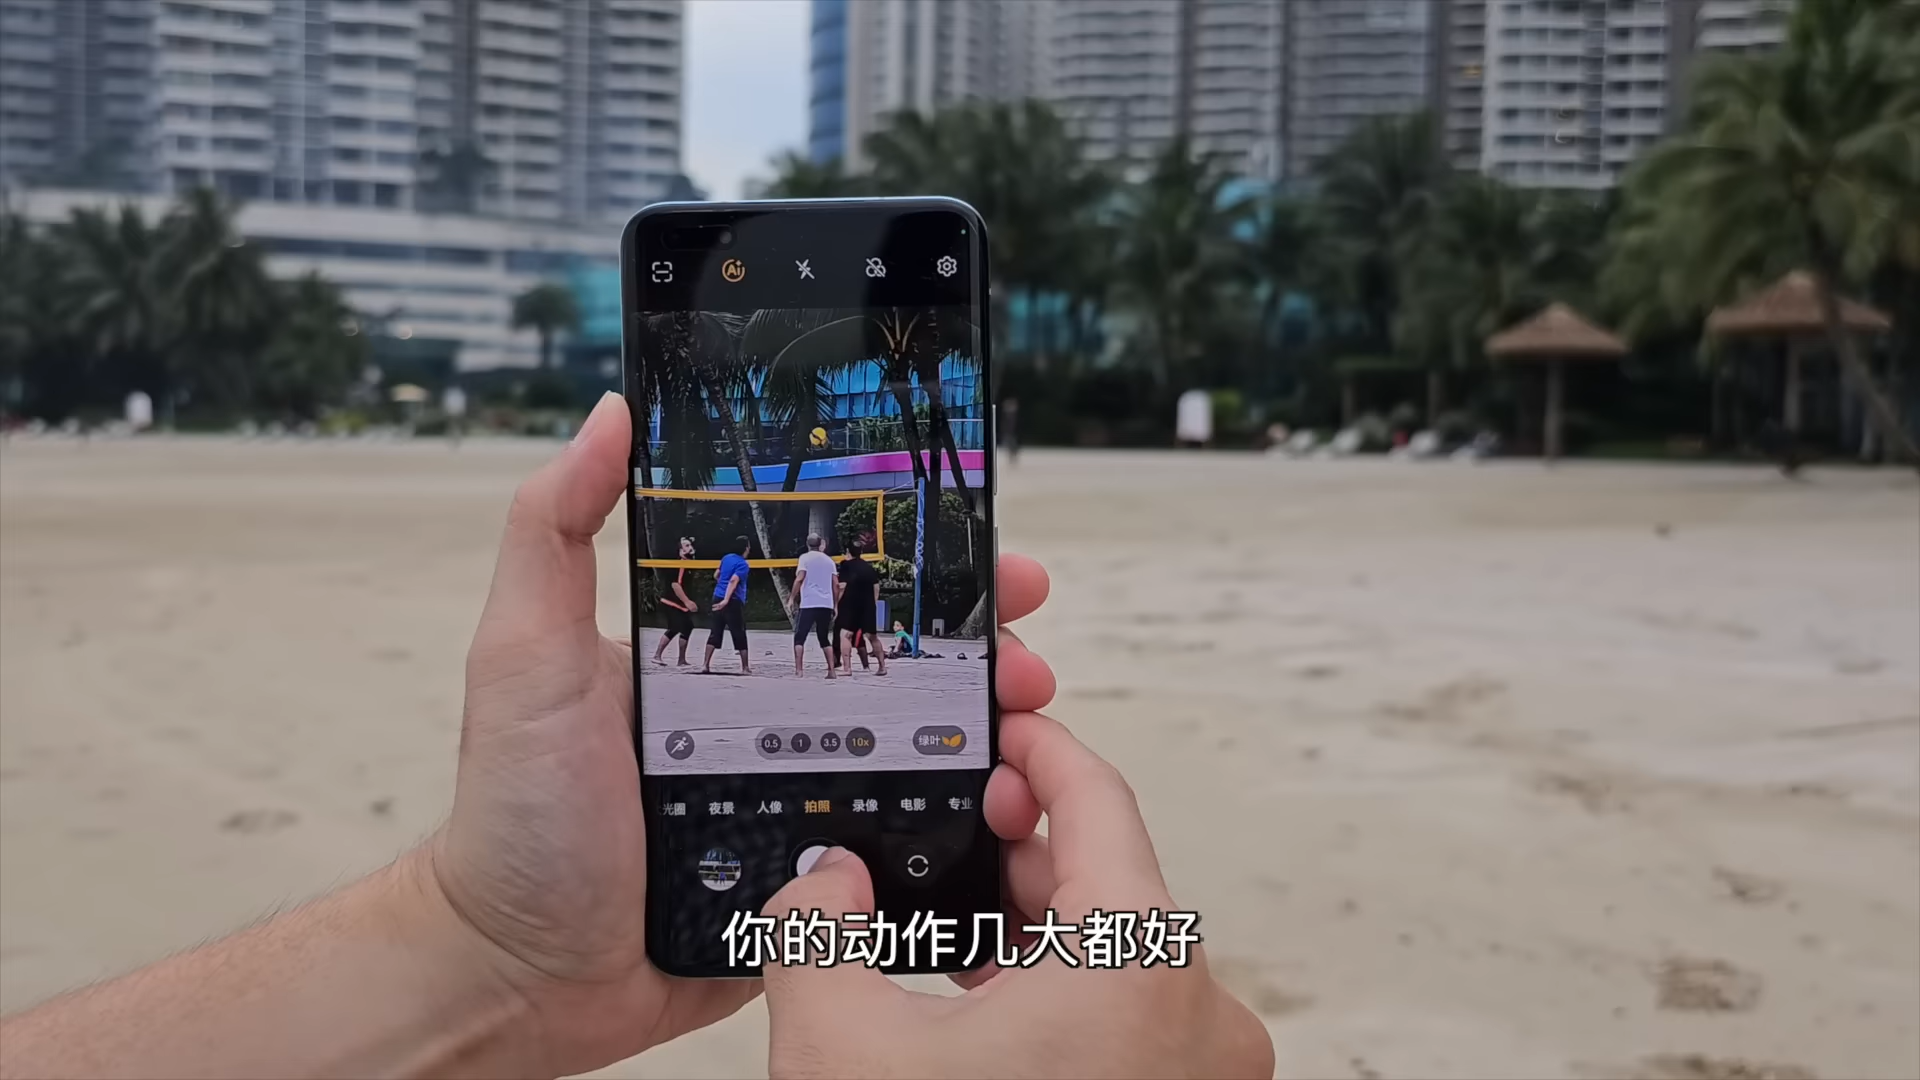 Ai
0.5 1 3.5 10x
绿叶
光圈 夜景 人像 拍照 录像 电影 专业
你的动作几大都好